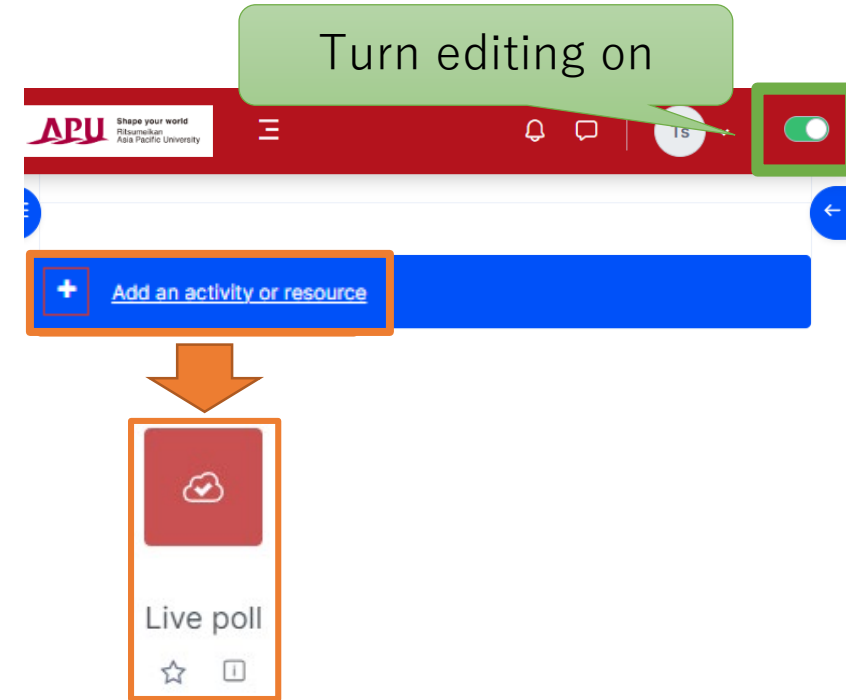 Turn editing on
APU
Shape your world
Ritsumeikan
Asia Pacific University
TS
Add an activity or resource
Live poll